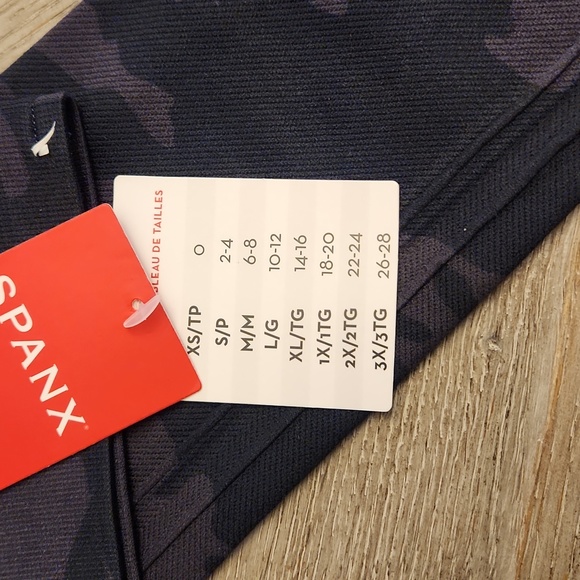 SPANX
BLEAU DE TAILLES
XS/TP 0
S/P 2-4
M/M 6-8
L/G 10-12
XL/TG 14-16
1X/1TG 18-20
2X/2TG 22-24
3X/3TG 26-28